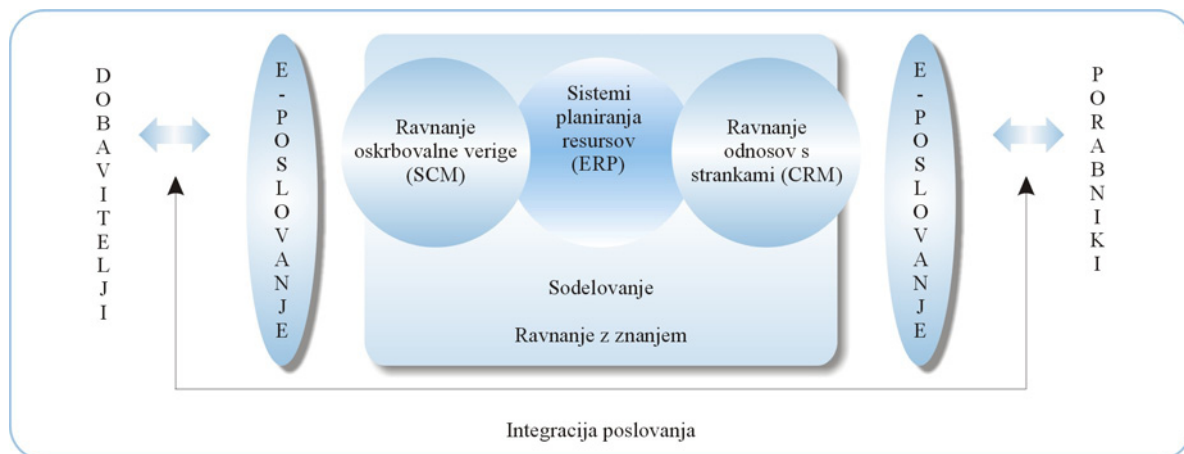 DOBAVITELJI
E-POSLOVANJE
Ravnanje
oskrbovalne verige
(SCM)
Sistemi
planiranja
resursov
(ERP)
Ravnanje
odnosov s
strankami (CRM)
Sodelovanje
Ravnanje z znanjem
E-POSLOVANJE
PORABNIKI
Integracija poslovanja